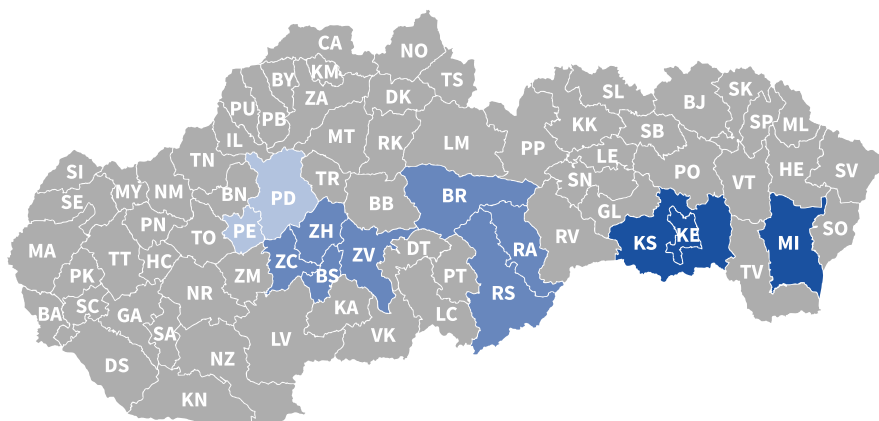 CA
NO
BY
KM
TS
ZA
DK
PU
PB
SL
SK
BJ
SP
ML
KK
SB
IL
MT
RK
LM
PP
TN
LE
PO
HE
SV
VT
SI
MY
NM
BN
PD
TR
SN
SE
BB
BR
GL
PN
TO
PE
ZH
RV
KS
KE
MI
SO
MA
TT
HC
ZC
ZV
DT
RA
PK
ZM
BS
PT
TV
NR
RS
BA
SC
GA
KA
LC
SA
LV
VK
DS
NZ
KN